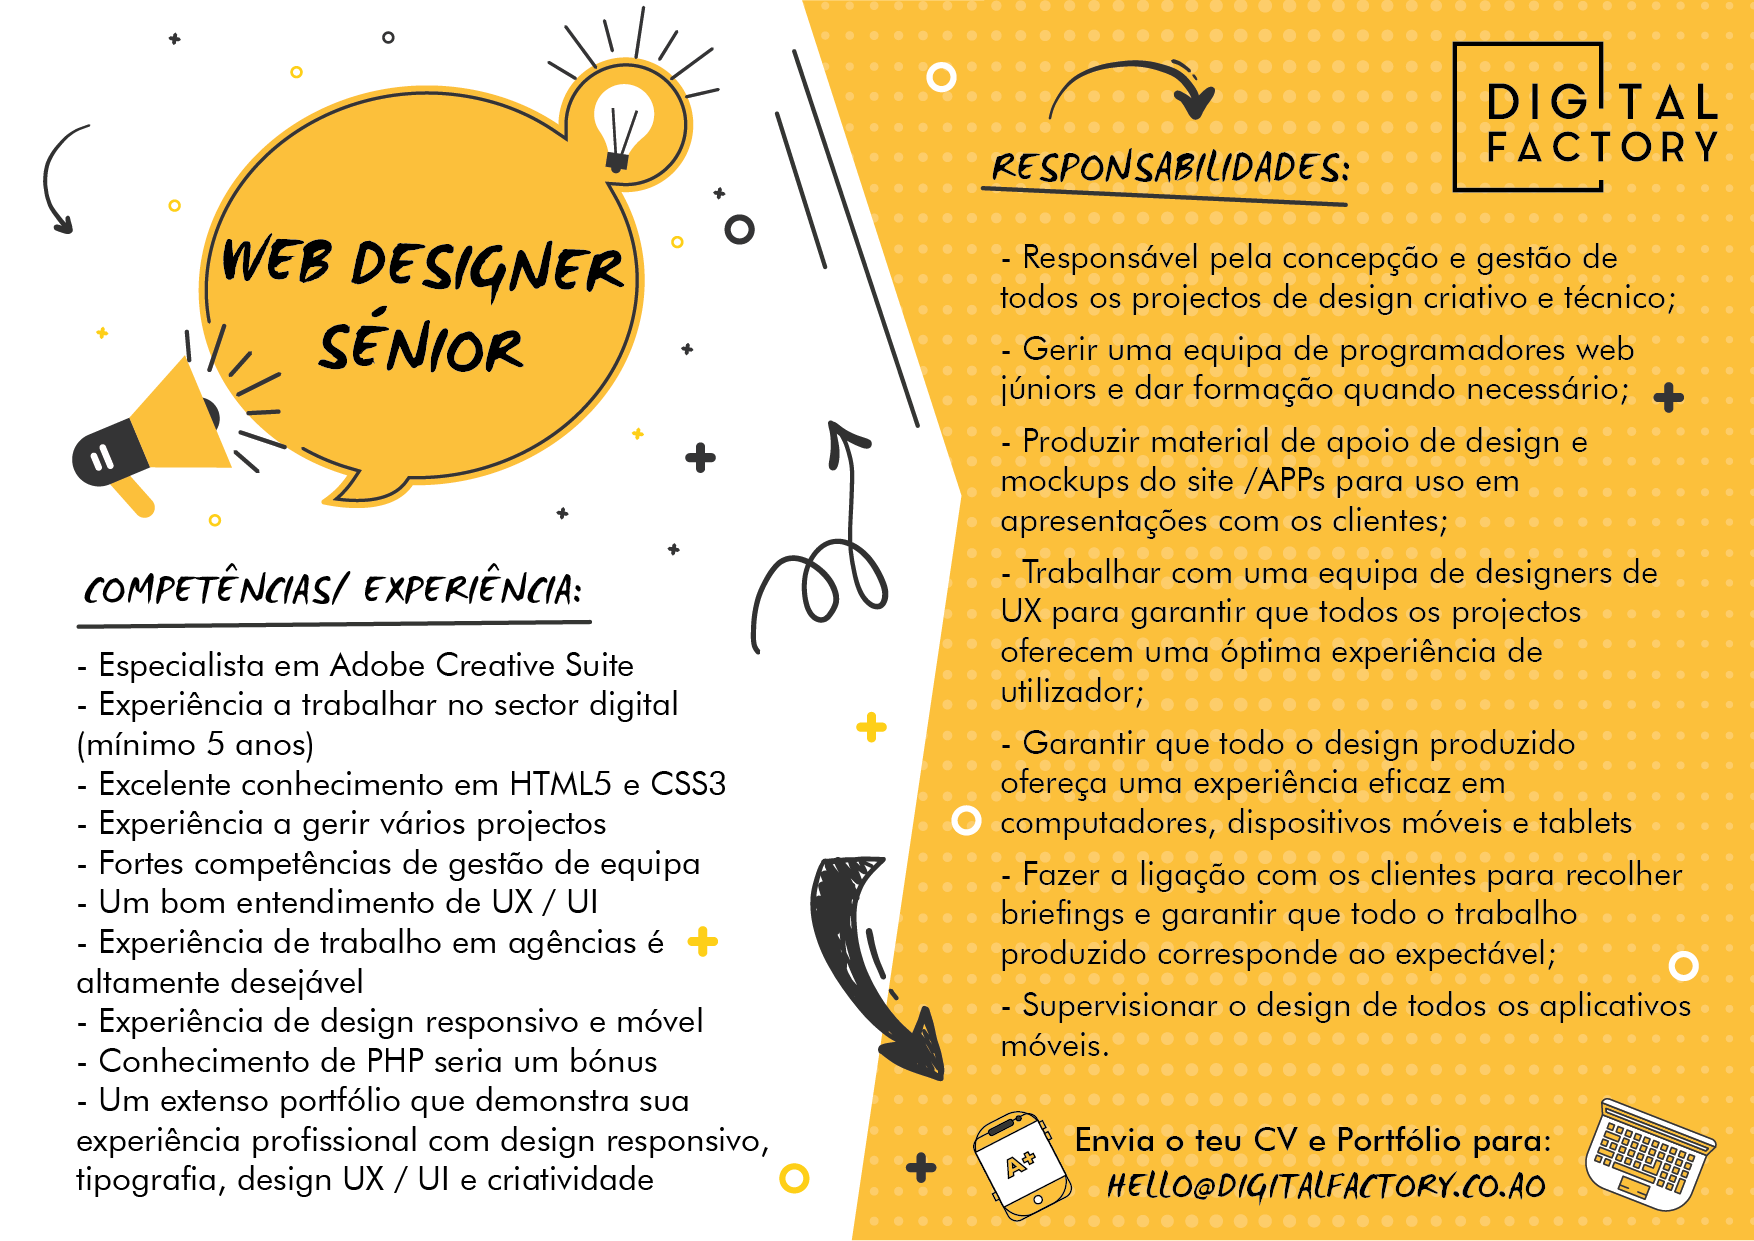 WEB DESIGNER
SÉNIOR
COMPETÊNCIAS/ EXPERIÊNCIA:
- Especialista em Adobe Creative Suite
- Experiência a trabalhar no sector digital
(mínimo 5 anos)
- Excelente conhecimento em HTML5 e CSS3
- Experiência a gerir vários projectos
- Fortes competências de gestão de equipa
- Um bom entendimento de UX / UI
- Experiência de trabalho em agências é
altamente desejável
- Experiência de design responsivo e móvel
- Conhecimento de PHP seria um bónus
- Um extenso portfólio que demonstra sua
experiência profissional com design responsivo,
tipografia, design UX / UI e criatividade
DIGITAL
FACTORY
RESPONSABILIDADES:
- Responsável pela concepção e gestão de
todos os projectos de design criativo e técnico;
- Gerir uma equipa de programadores web
júniors e dar formação quando necessário;
- Produzir material de apoio de design e
mockups do site /APPs para uso em
apresentações com os clientes;
- Trabalhar com uma equipa de designers de
UX para garantir que todos os projectos
oferecem uma óptima experiência de
utilizador;
- Garantir que todo o design produzido
ofereça uma experiência eficaz em
computadores, dispositivos móveis e tablets
- Fazer a ligação com os clientes para recolher
briefings e garantir que todo o trabalho
produzido corresponde ao expectável;
- Supervisionar o design de todos os aplicativos
móveis.
A+
Envia o teu CV e Portfólio para:
HELLO@DIGITALFACTORY.CO.AO